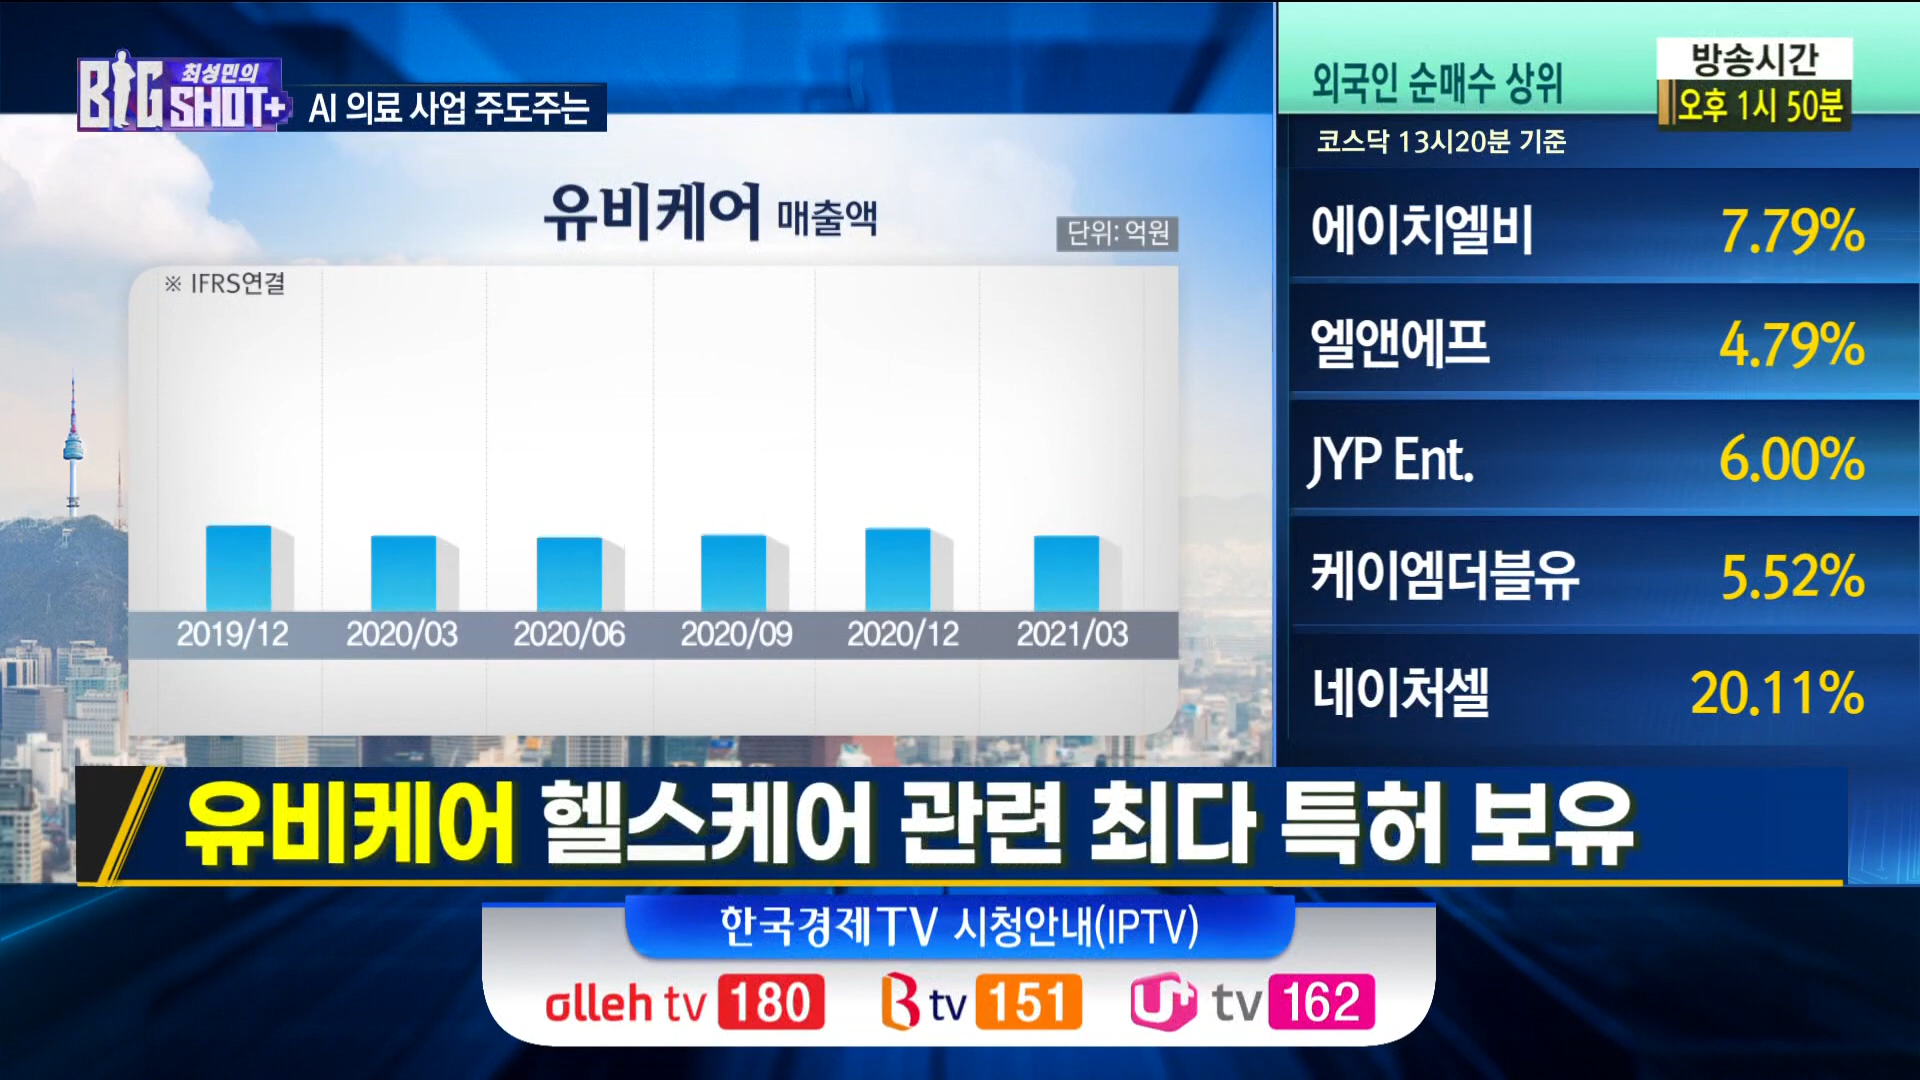 최성민의
BIG
SHOT+
AI 의료 사업 주도주는
유비케어 매출액
단위: 억원
※ IFRS연결
2019/12 2020/03 2020/06 2020/09 2020/12 2021/03
외국인 순매수 상위
방송시간
오후 1시 50분
코스닥 13시20분 기준
에이치엘비 7.79%
엘앤에프 4.79%
JYP Ent. 6.00%
케이엠더블유 5.52%
네이처셀 20.11%
유비케어 헬스케어 관련 최다 특허 보유
한국경제TV 시청안내(IPTV)
olleh tv 180 B tv 151 U+ tv 162